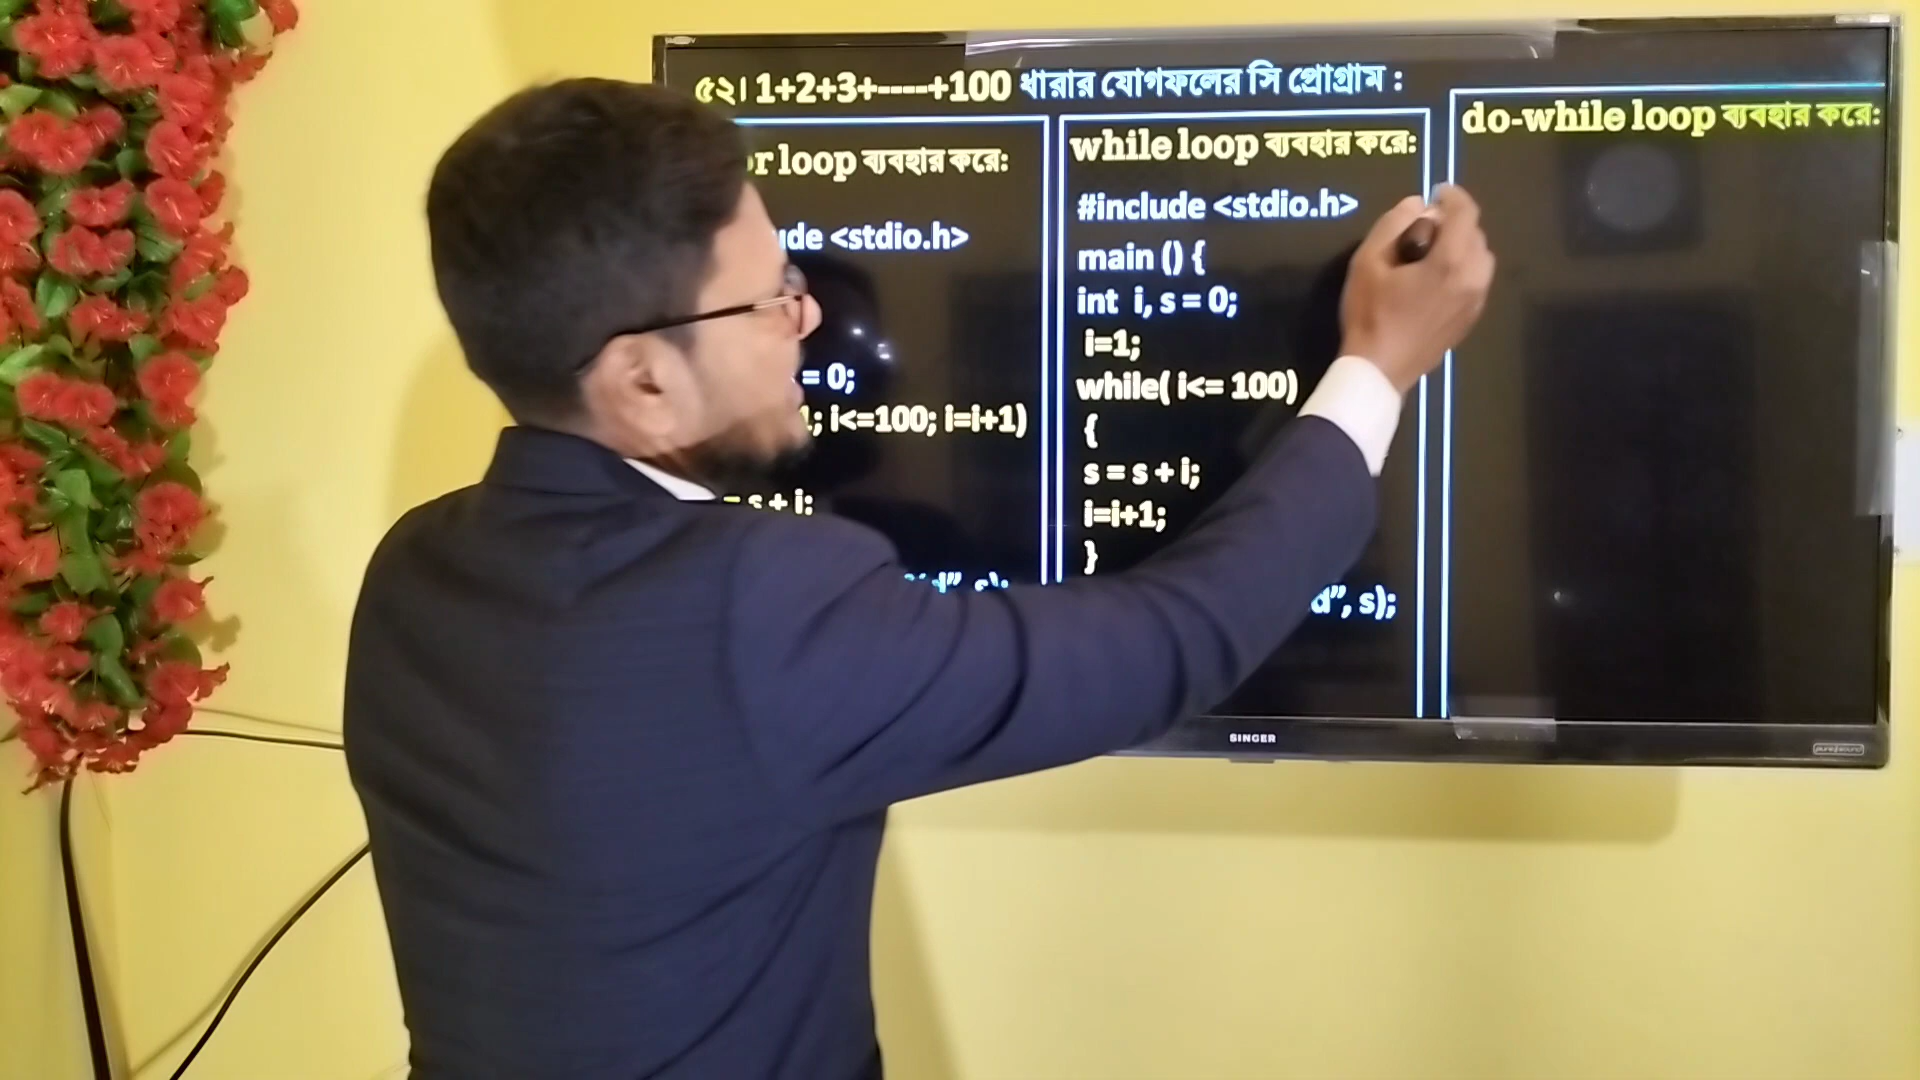 ৫২। 1+2+3+----+100 ধারার যোগফলের সি প্রোগ্রাম :
loop ব্যবহার করে:
<stdio.h>
= 0;
i<=100; i=i+1)
= s + i;
s);
while loop ব্যবহার করে:
#include <stdio.h>
main () {
int i, s = 0;
i=1;
while( i<= 100)
{
s = s + i;
i=i+1;
}
d”, s);
do-while loop ব্যবহার করে:
SINGER